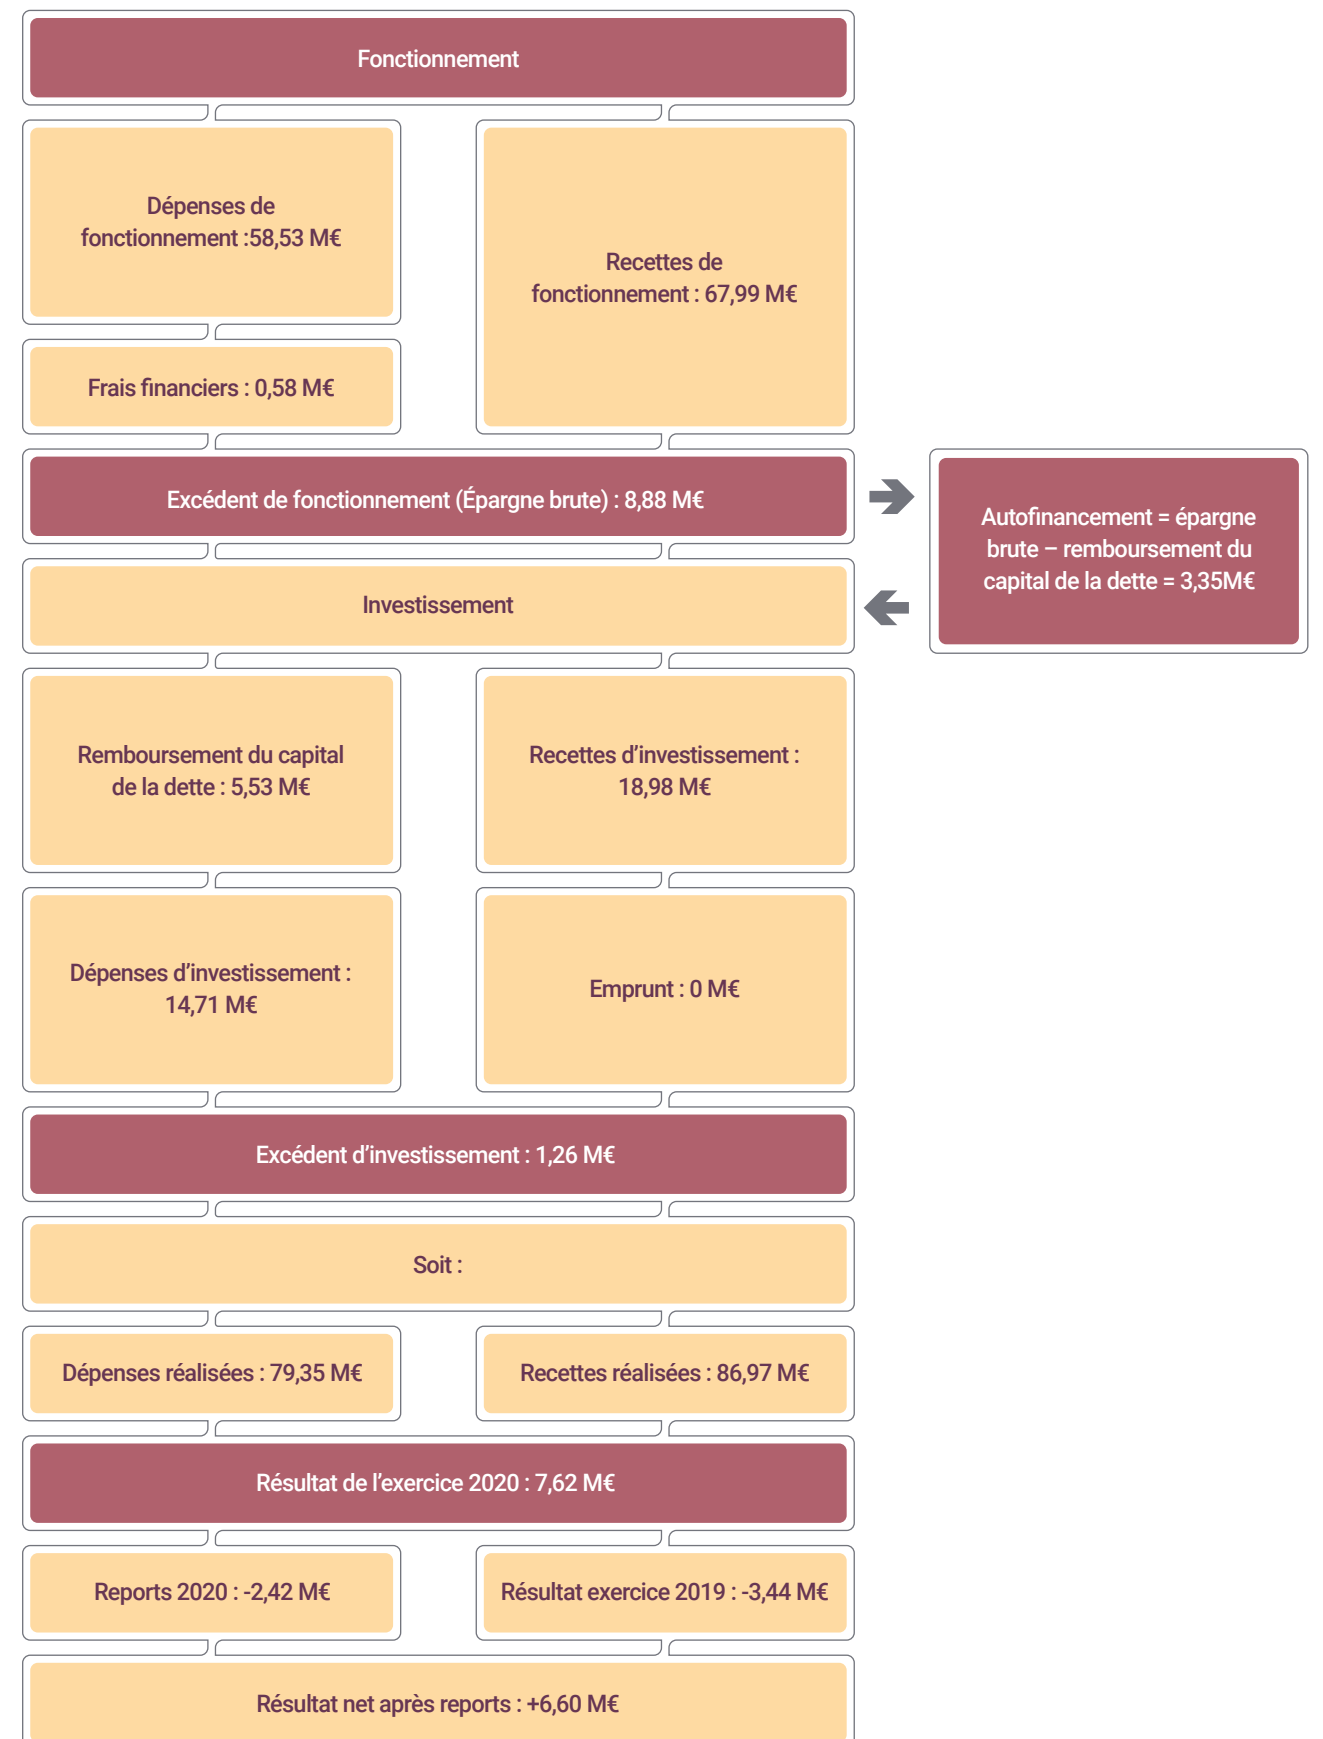 Fonctionnement
Dépenses de
fonctionnement :58,53 M€
Recettes de
fonctionnement : 67,99 M€
Frais financiers : 0,58 M€
Excédent de fonctionnement (Épargne brute) : 8,88 M€
Autofinancement = épargne
brute – remboursement du
capital de la dette = 3,35M€
Investissement
Remboursement du capital
de la dette : 5,53 M€
Recettes d’investissement :
18,98 M€
Dépenses d’investissement :
14,71 M€
Emprunt : 0 M€
Excédent d’investissement : 1,26 M€
Soit :
Dépenses réalisées : 79,35 M€
Recettes réalisées : 86,97 M€
Résultat de l’exercice 2020 : 7,62 M€
Reports 2020 : -2,42 M€
Résultat exercice 2019 : -3,44 M€
Résultat net après reports : +6,60 M€